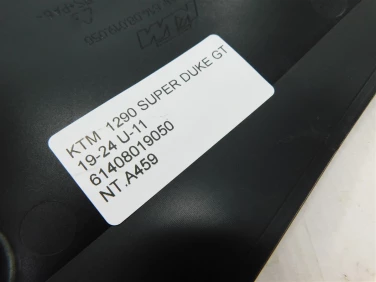 KTM 1290 SUPER DUKE GT
19-24 U-11
61408019050
NT.A459